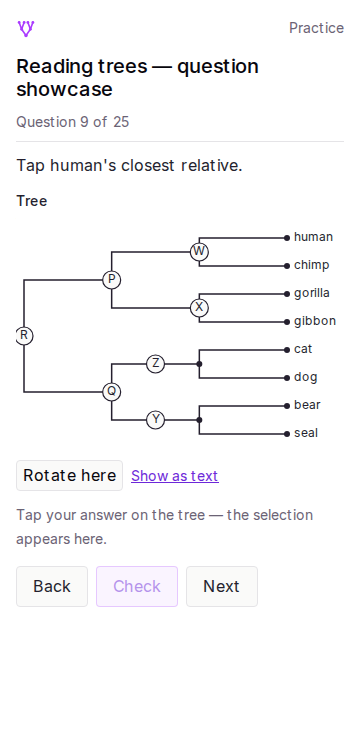 Practice
Reading trees — question
showcase
Question 9 of 25
Tap human's closest relative.
Tree
human
W
chimp
P
gorilla
X
gibbon
R
cat
Z
dog
Q
bear
Y
seal
Rotate here Show as text
Tap your answer on the tree — the selection
appears here.
Back Check Next